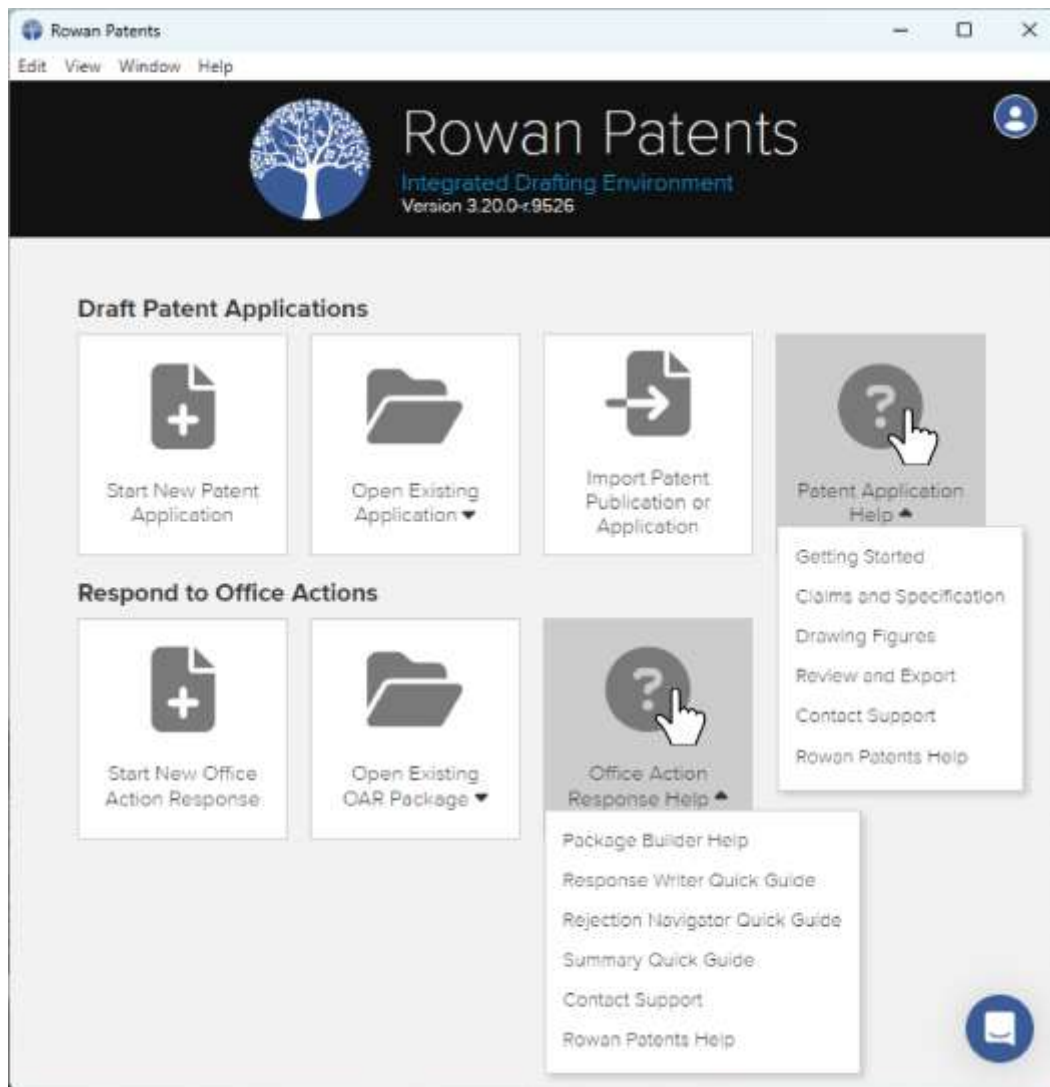 Rowan Patents
Edit View Window Help
Rowan Patents
Integrated Drafting Environment
Version 3.20.0-r.9526
Draft Patent Applications
Start New Patent
Application
Open Existing
Application
Import Patent
Publication or
Application
Patent Application
Help
Getting Started
Claims and Specification
Drawing Figures
Review and Export
Contact Support
Rowan Patents Help
Respond to Office Actions
Start New Office
Action Response
Open Existing
OAR Package
Office Action
Response Help
Package Builder Help
Response Writer Quick Guide
Rejection Navigator Quick Guide
Summary Quick Guide
Contact Support
Rowan Patents Help